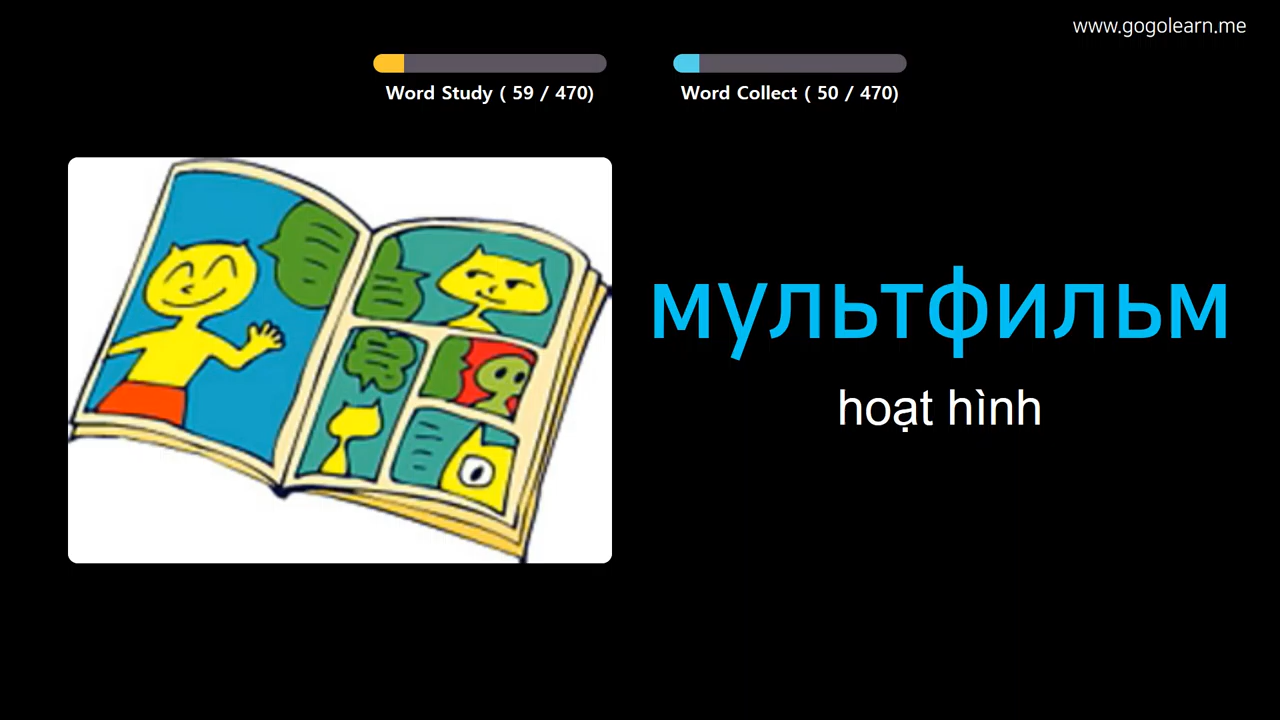 www.gogolearn.me
Word Study ( 59 / 470)
Word Collect ( 50 / 470)
мультфильм
hoạt hình